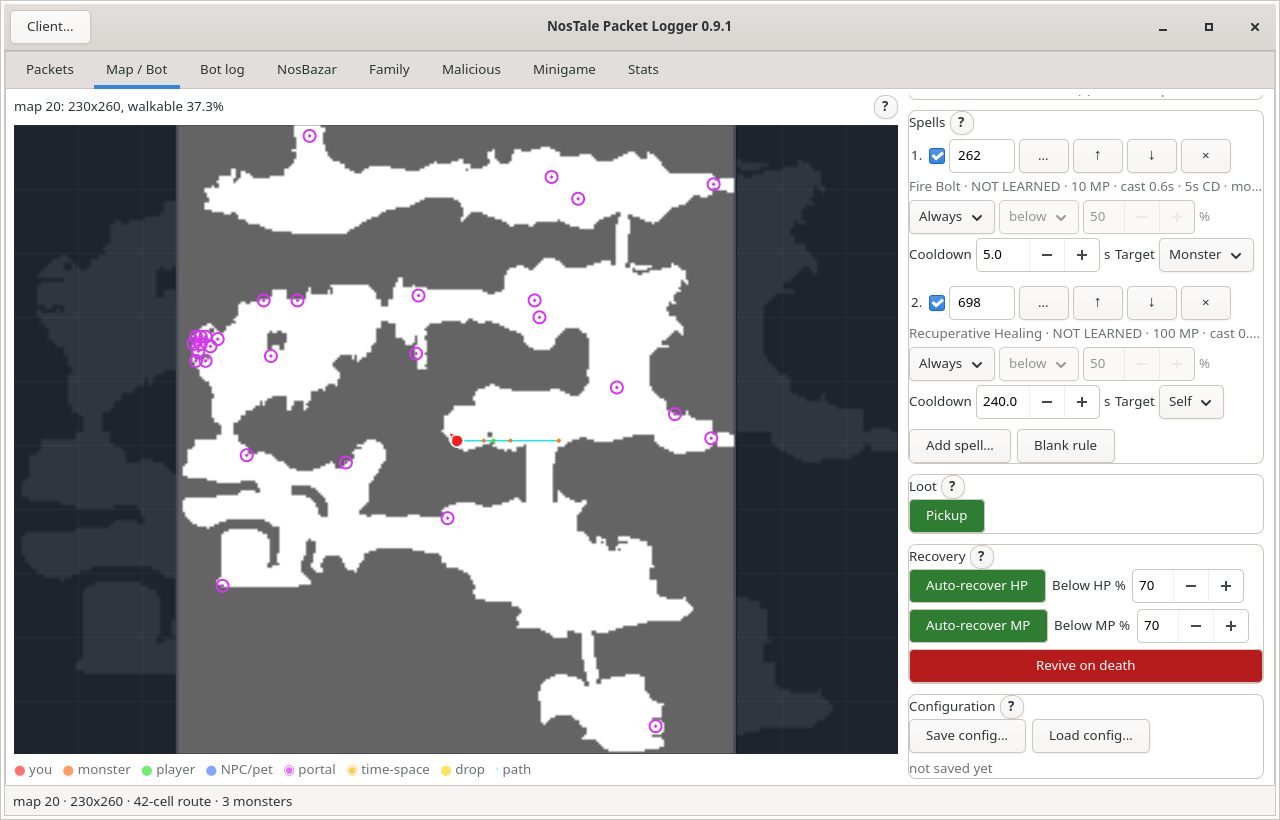 Client...
NosTale Packet Logger 0.9.1
Packets Map / Bot Bot log NosBazar Family Malicious Minigame Stats
map 20: 230x260, walkable 37.3%
?
Spells ?
1. 262 ... ↑ ↓ ×
Fire Bolt · NOT LEARNED · 10 MP · cast 0.6s · 5s CD · mo...
Always below 50 − + %
Cooldown 5.0 − + s Target Monster
2. 698 ... ↑ ↓ ×
Recuperative Healing · NOT LEARNED · 100 MP · cast 0....
Always below 50 − + %
Cooldown 240.0 − + s Target Self
Add spell... Blank rule
Loot ?
Pickup
Recovery ?
Auto-recover HP Below HP % 70 − +
Auto-recover MP Below MP % 70 − +
Revive on death
Configuration ?
Save config... Load config...
not saved yet
you monster player NPC/pet portal time-space drop path
map 20 · 230x260 · 42-cell route · 3 monsters